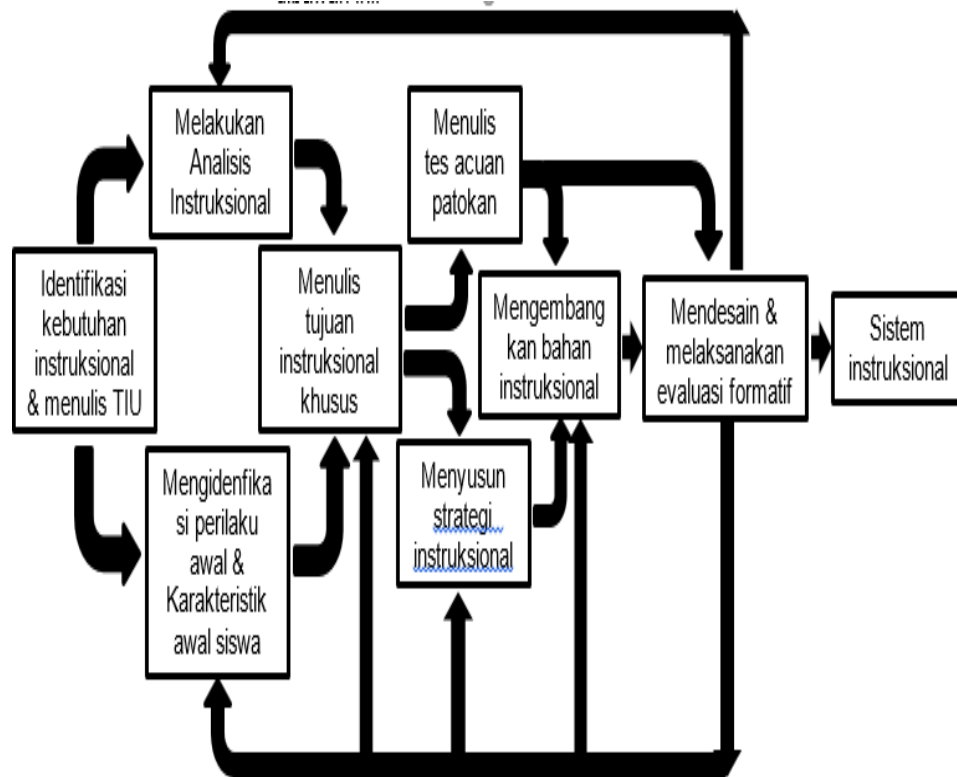 Melakukan
Analisis
Instruksional
Menulis
tes acuan
patokan
Identifikasi
kebutuhan
instruksional
& menulis TIU
Menulis
tujuan
instruksional
khusus
Mengembang
kan bahan
instruksional
Mendesain &
melaksanakan
evaluasi formatif
Sistem
instruksional
Mengidenfika
si perilaku
awal &
Karakteristik
awal siswa
Menyusun
strategi
instruksional